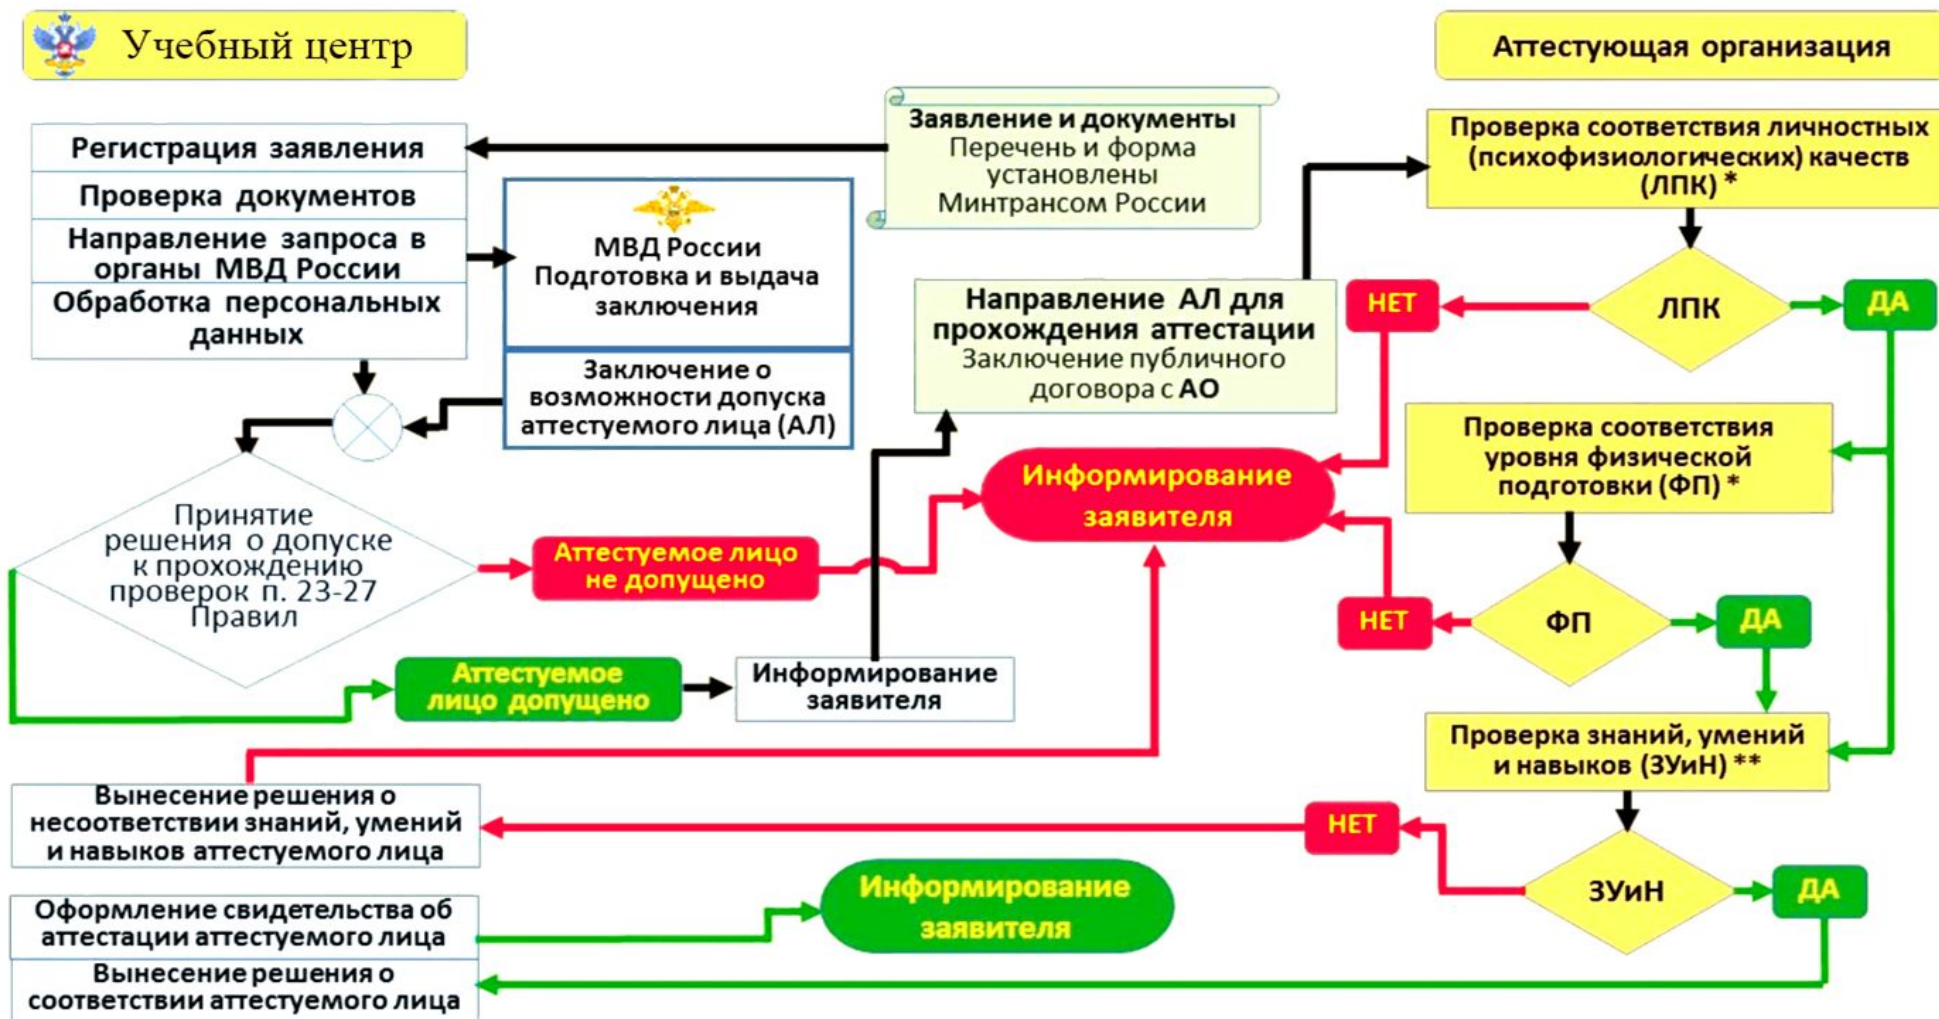 Учебный центр
Аттестующая организация
Заявление и документы
Перечень и форма
установлены
Минтрансом России
Регистрация заявления
Проверка документов
Направление запроса в
органы МВД России
Обработка персональных
данных
МВД России
Подготовка и выдача
заключения
Заключение о
возможности допуска
аттестуемого лица (АЛ)
Принятие
решения о допуске
к прохождению
проверок п. 23-27
Правил
Аттестуемое лицо
не допущено
Аттестуемое
лицо допущено
Информирование
заявителя
Направление АЛ для
прохождения аттестации
Заключение публичного
договора с АО
Информирование
заявителя
Проверка соответствия личностных
(психофизиологических) качеств
(ЛПК) *
НЕТ
ЛПК
ДА
Проверка соответствия
уровня физической
подготовки (ФП) *
НЕТ
ФП
ДА
Проверка знаний, умений
и навыков (ЗУиН) **
НЕТ
ЗУиН
ДА
Вынесение решения о
несоответствии знаний, умений
и навыков аттестуемого лица
Оформление свидетельства об
аттестации аттестуемого лица
Вынесение решения о
соответствии аттестуемого лица
Информирование
заявителя